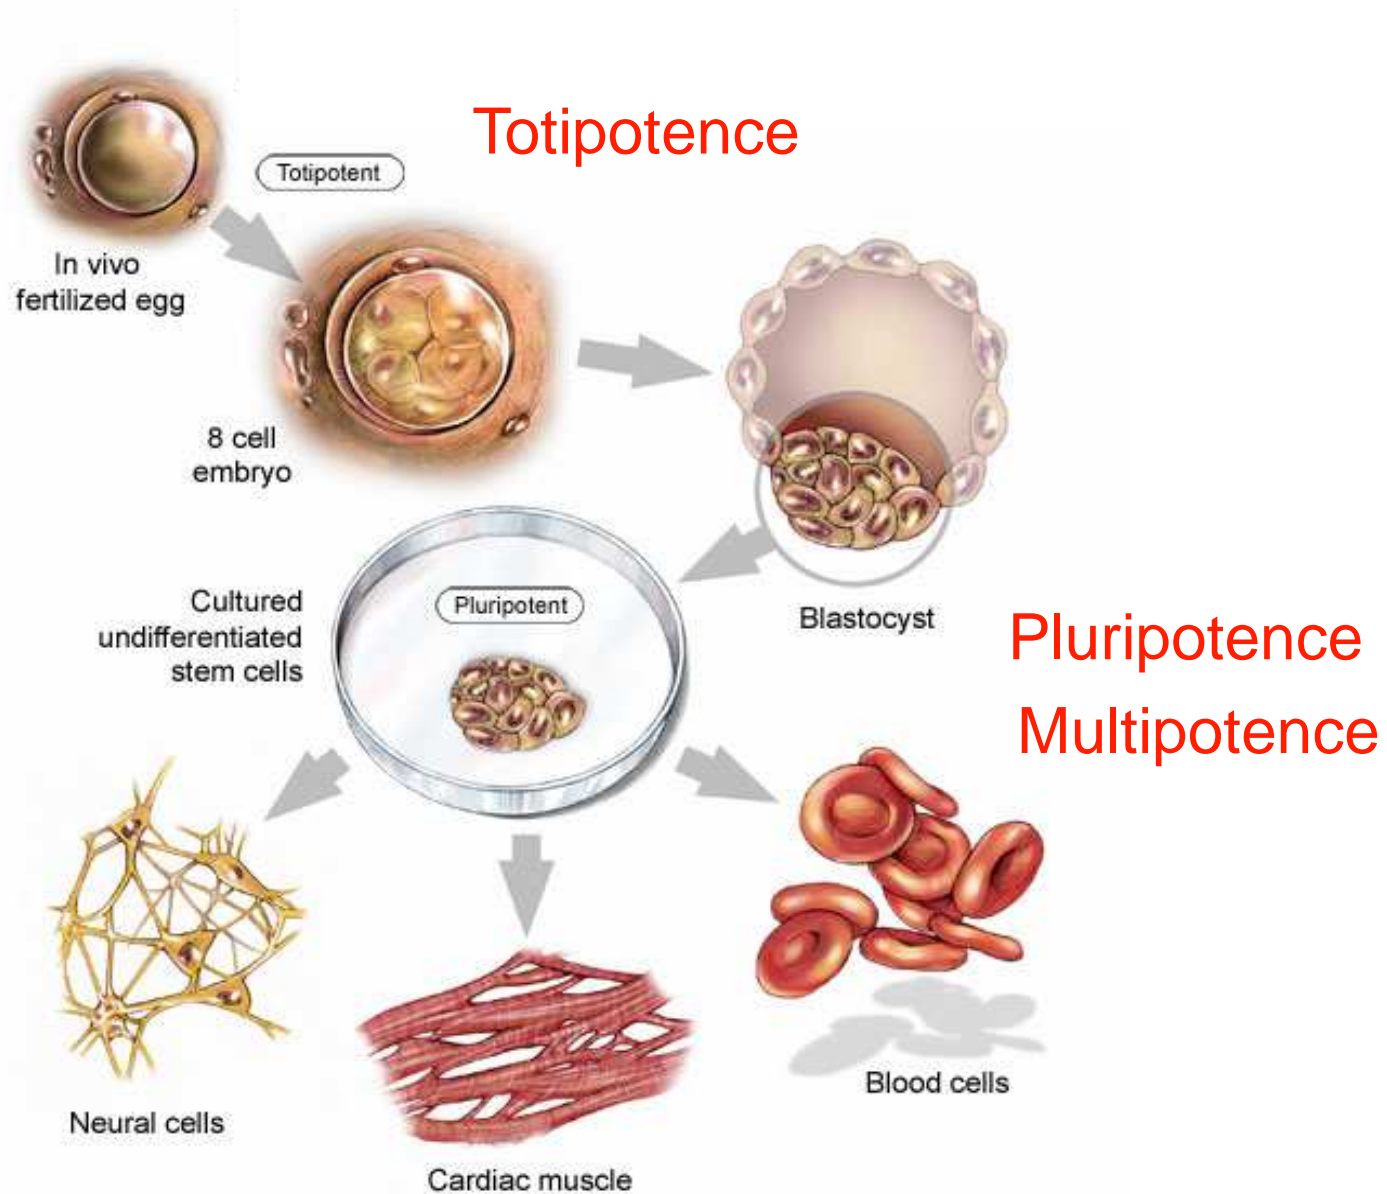 Totipotence
Totipotent
In vivo
fertilized egg
8 cell
embryo
Cultured
undifferentiated
stem cells
Pluripotent
Blastocyst
Pluripotence
Multipotence
Neural cells
Cardiac muscle
Blood cells